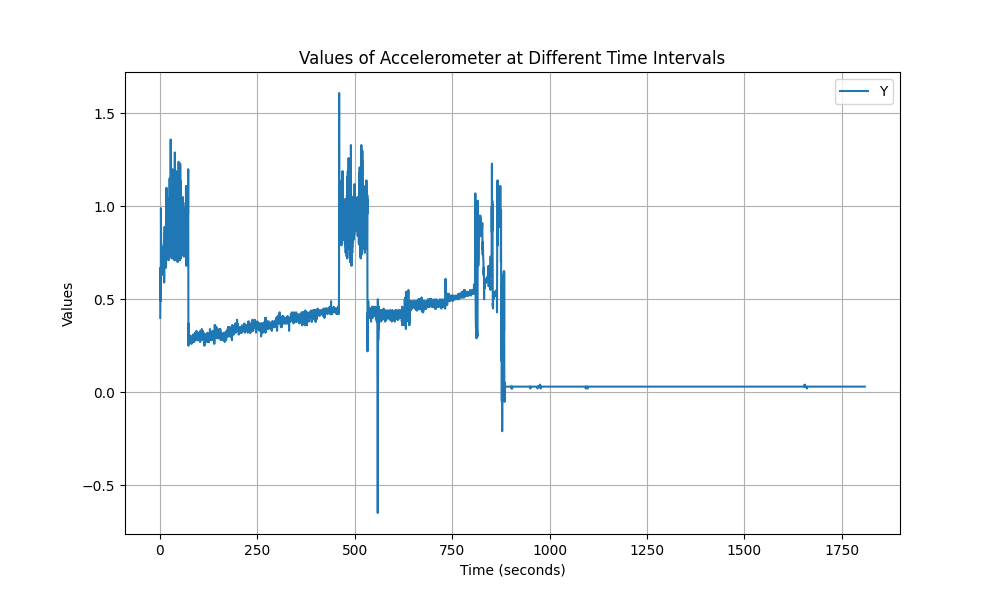 Values of Accelerometer at Different Time Intervals
Y
1.5
1.0
0.5
0.0
−0.5
Values
0 250 500 750 1000 1250 1500 1750
Time (seconds)